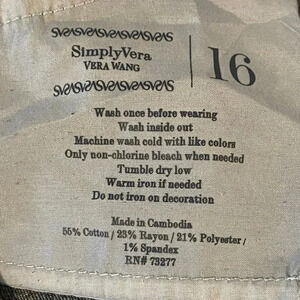 SimplyVera
VERA WANG
16
Wash once before wearing
Wash inside out
Machine wash cold with like colors
Only non-chlorine bleach when needed
Tumble dry low
Warm iron if needed
Do not iron on decoration
Made in Cambodia
55% Cotton / 23% Rayon / 21% Polyester /
1% Spandex
RN# 73277